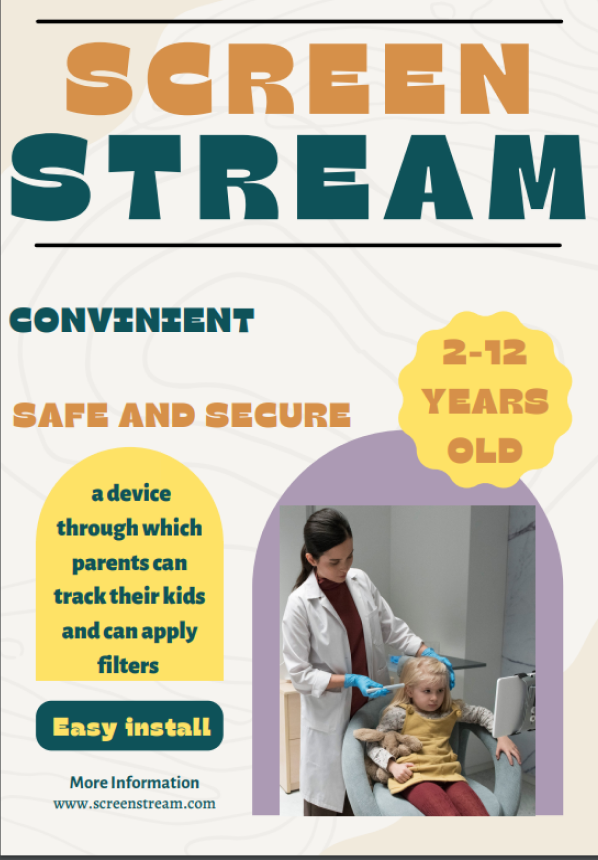 SCREEN
STREAM
CONVINIENT
2-12
YEARS
OLD
SAFE AND SECURE
a device
through which
parents can
track their kids
and can apply
filters
Easy install
More Information
www.screenstream.com